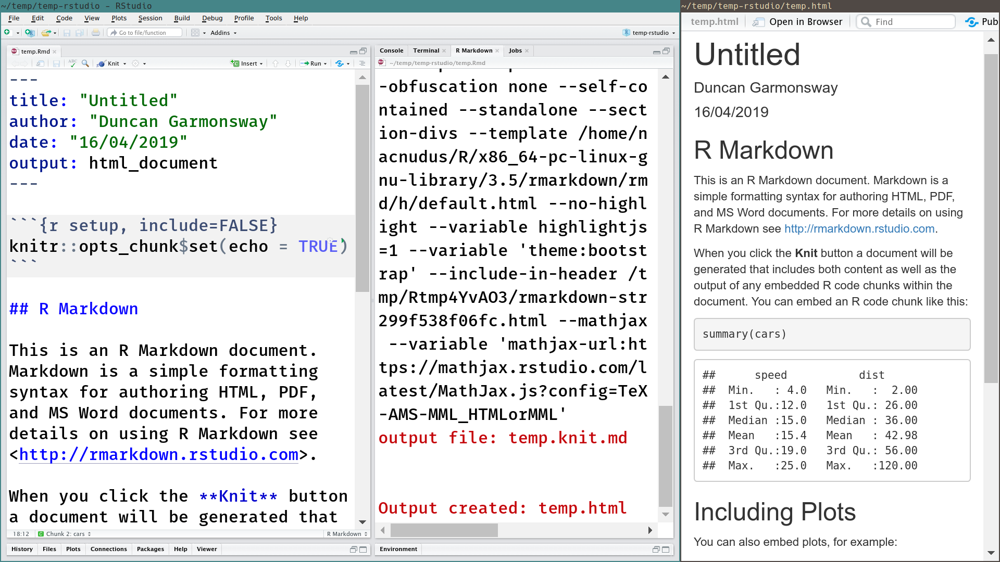 ~/temp/temp-rstudio - RStudio
File Edit Code View Plots Session Build Debug Profile Tools Help
Go to file/function
Addins
temp-rstudio
temp.Rmd
ABC
Knit
Insert
Run
---
title: "Untitled"
author: "Duncan Garmonsway"
date: "16/04/2019"
output: html_document
---
```{r setup, include=FALSE}
knitr::opts_chunk$set(echo = TRUE)
```
## R Markdown
This is an R Markdown document.
Markdown is a simple formatting
syntax for authoring HTML, PDF,
and MS Word documents. For more
details on using R Markdown see
<http://rmarkdown.rstudio.com>.
When you click the **Knit** button
a document will be generated that
18:12
Chunk 2: cars
R Markdown
History Files Plots Connections Packages Help Viewer
Console Terminal R Markdown Jobs
~/temp/temp-rstudio/temp.Rmd
-obfuscation none --self-co
ntained --standalone --sect
ion-divs --template /home/n
acnudus/R/x86_64-pc-linux-g
nu-library/3.5/rmarkdown/rm
d/h/default.html --no-highl
ight --variable highlightjs
=1 --variable 'theme:bootst
rap' --include-in-header /t
mp/Rtmp4YvAO3/rmarkdown-str
299f538f06fc.html --mathjax
--variable 'mathjax-url:ht
tps://mathjax.rstudio.com/l
atest/MathJax.js?config=TeX
-AMS-MML_HTMLorMML'
output file: temp.knit.md
Output created: temp.html
Environment
~/temp/temp-rstudio/temp.html
temp.html Open in Browser Find Pub
Untitled
Duncan Garmonsway
16/04/2019
R Markdown
This is an R Markdown document. Markdown is a
simple formatting syntax for authoring HTML, PDF,
and MS Word documents. For more details on using
R Markdown see http://rmarkdown.rstudio.com.
When you click the Knit button a document will be
generated that includes both content as well as the
output of any embedded R code chunks within the
document. You can embed an R code chunk like this:
summary(cars)
##      speed           dist
##  Min.   : 4.0   Min.   :  2.00
##  1st Qu.:12.0   1st Qu.: 26.00
##  Median :15.0   Median : 36.00
##  Mean   :15.4   Mean   : 42.98
##  3rd Qu.:19.0   3rd Qu.: 56.00
##  Max.   :25.0   Max.   :120.00
Including Plots
You can also embed plots, for example: